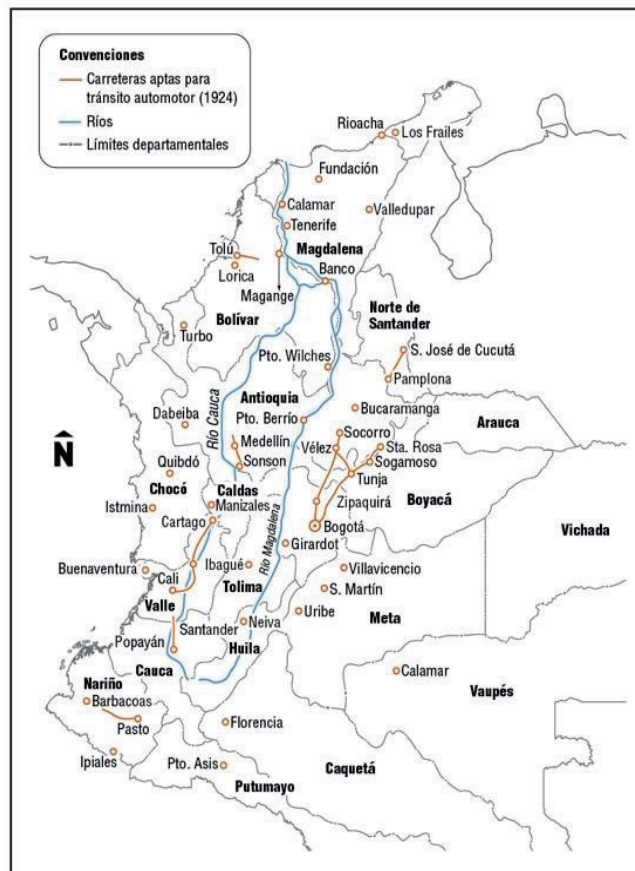 Convenciones
Carreteras aptas para
tránsito automotor (1924)
Ríos
Límites departamentales
Rioacha
Los Frailes
Fundación
Calamar
Valledupar
Tenerife
Tolú
Magdalena
Lorica
Banco
Magange
Norte de
Santander
Bolívar
Turbo
S. José de Cucutá
Pto. Wilches
Pamplona
Río Cauca
Antioquia
Bucaramanga
Dabeiba
Pto. Berrío
Arauca
Socorro
Medellín
Vélez
Sta. Rosa
N
Sonson
Sogamoso
Quibdó
Tunja
Chocó
Caldas
Boyacá
Manizales
Zipaquirá
Istmina
Cartago
Bogotá
Vichada
Río Magdalena
Girardot
Buenaventura
Ibagué
Villavicencio
Cali
Tolima
S. Martín
Valle
Uribe
Meta
Santander
Neiva
Popayán
Huila
Cauca
Calamar
Nariño
Vaupés
Barbacoas
Pasto
Florencia
Ipiales
Pto. Asis
Caquetá
Putumayo